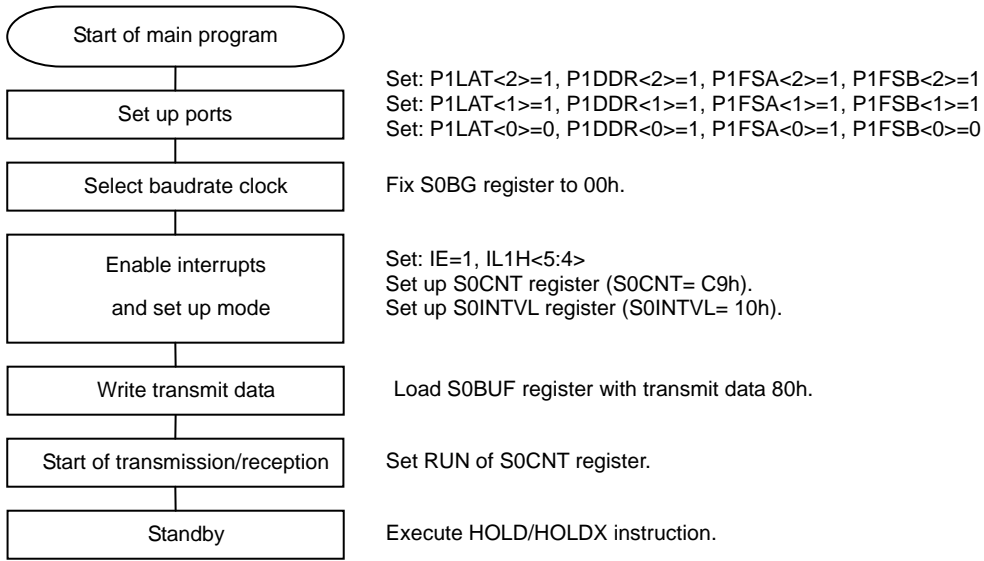 Start of main program
Set up ports
Set: P1LAT<2>=1, P1DDR<2>=1, P1FSA<2>=1, P1FSB<2>=1
Set: P1LAT<1>=1, P1DDR<1>=1, P1FSA<1>=1, P1FSB<1>=1
Set: P1LAT<0>=0, P1DDR<0>=1, P1FSA<0>=1, P1FSB<0>=0
Select baudrate clock
Fix S0BG register to 00h.
Enable interrupts
and set up mode
Set: IE=1, IL1H<5:4>
Set up S0CNT register (S0CNT= C9h).
Set up S0INTVL register (S0INTVL= 10h).
Write transmit data
Load S0BUF register with transmit data 80h.
Start of transmission/reception
Set RUN of S0CNT register.
Standby
Execute HOLD/HOLDX instruction.